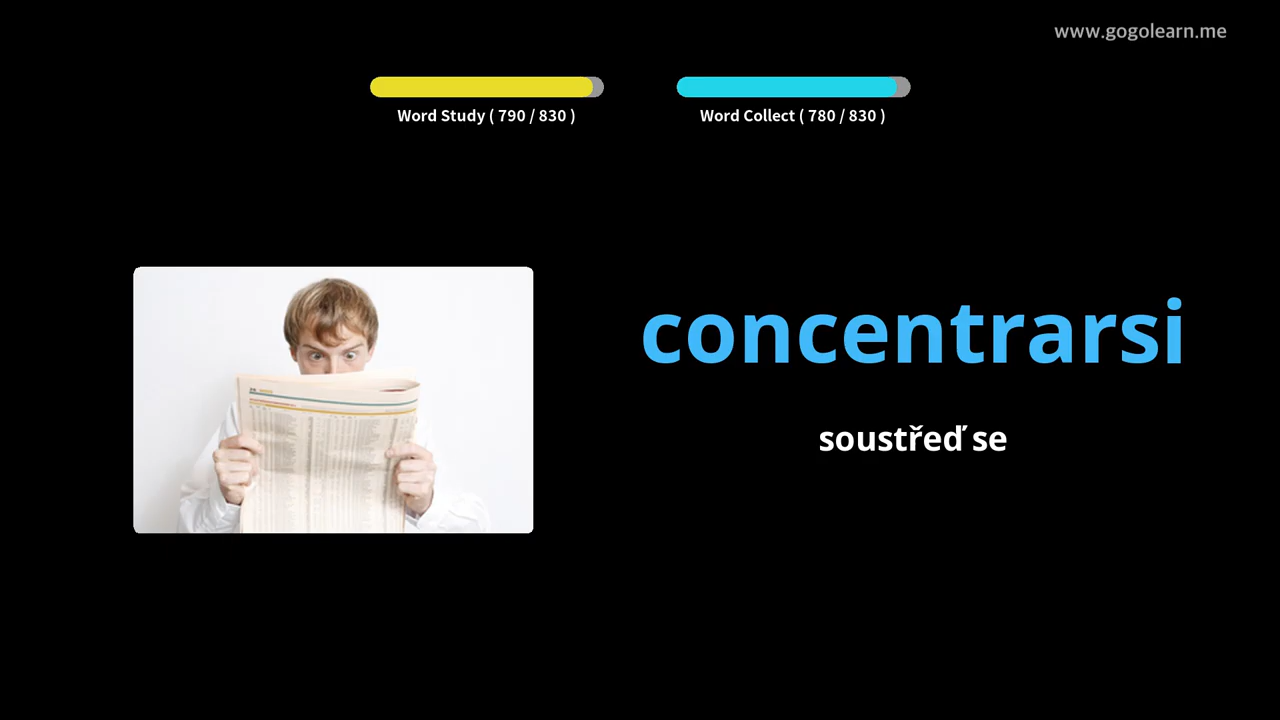 www.gogolearn.me
Word Study ( 790 / 830 )
Word Collect ( 780 / 830 )
concentrarsi
soustřeď se